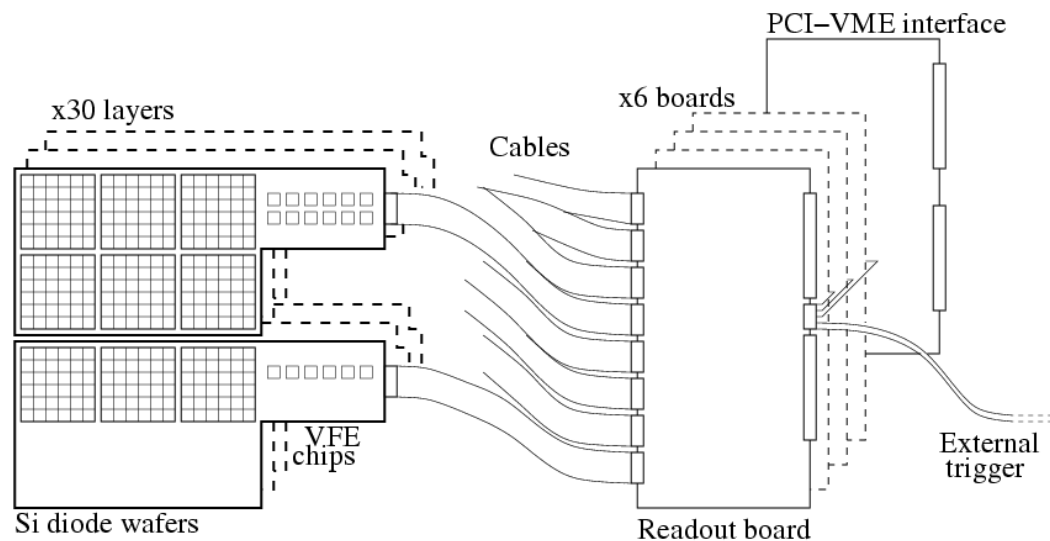 PCI−VME interface
x30 layers
x6 boards
Cables
VFE
chips
External
trigger
Si diode wafers
Readout board